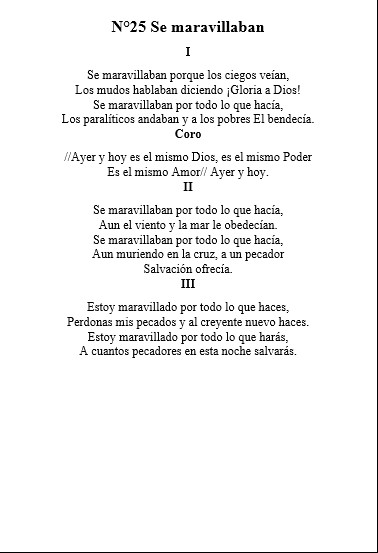 N°25 Se maravillaban
I
Se maravillaban porque los ciegos veían,
Los mudos hablaban diciendo ¡Gloria a Dios!
Se maravillaban por todo lo que hacía,
Los paralíticos andaban y a los pobres El bendecía.
Coro
//Ayer y hoy es el mismo Dios, es el mismo Poder
Es el mismo Amor// Ayer y hoy.
II
Se maravillaban por todo lo que hacía,
Aun el viento y la mar le obedecían.
Se maravillaban por todo lo que hacía,
Aun muriendo en la cruz, a un pecador
Salvación ofrecía.
III
Estoy maravillado por todo lo que haces,
Perdonas mis pecados y al creyente nuevo haces.
Estoy maravillado por todo lo que harás,
A cuantos pecadores en esta noche salvarás.